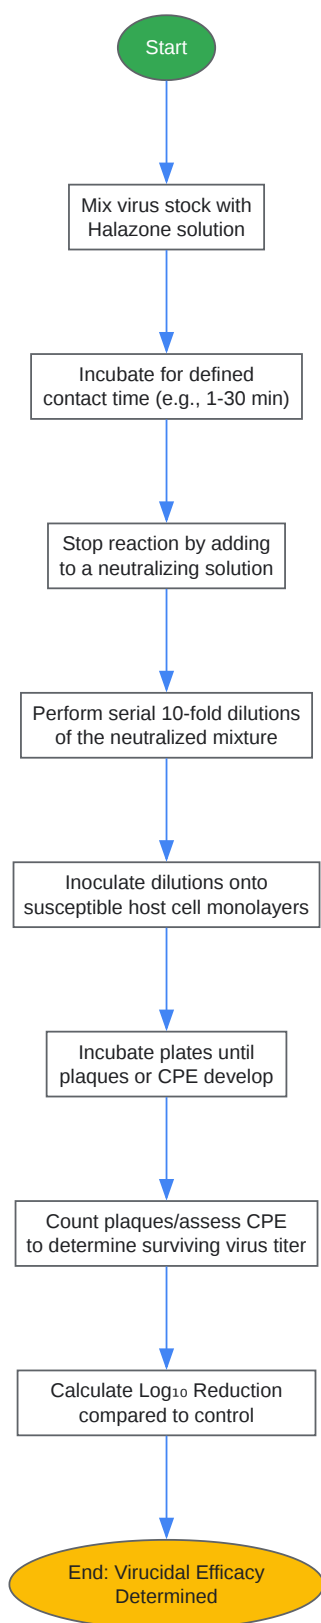 Start
Mix virus stock with
Halazone solution
Incubate for defined
contact time (e.g., 1-30 min)
Stop reaction by adding
to a neutralizing solution
Perform serial 10-fold dilutions
of the neutralized mixture
Inoculate dilutions onto
susceptible host cell monolayers
Incubate plates until
plaques or CPE develop
Count plaques/assess CPE
to determine surviving virus titer
Calculate Log₁₀ Reduction
compared to control
End: Virucidal Efficacy
Determined